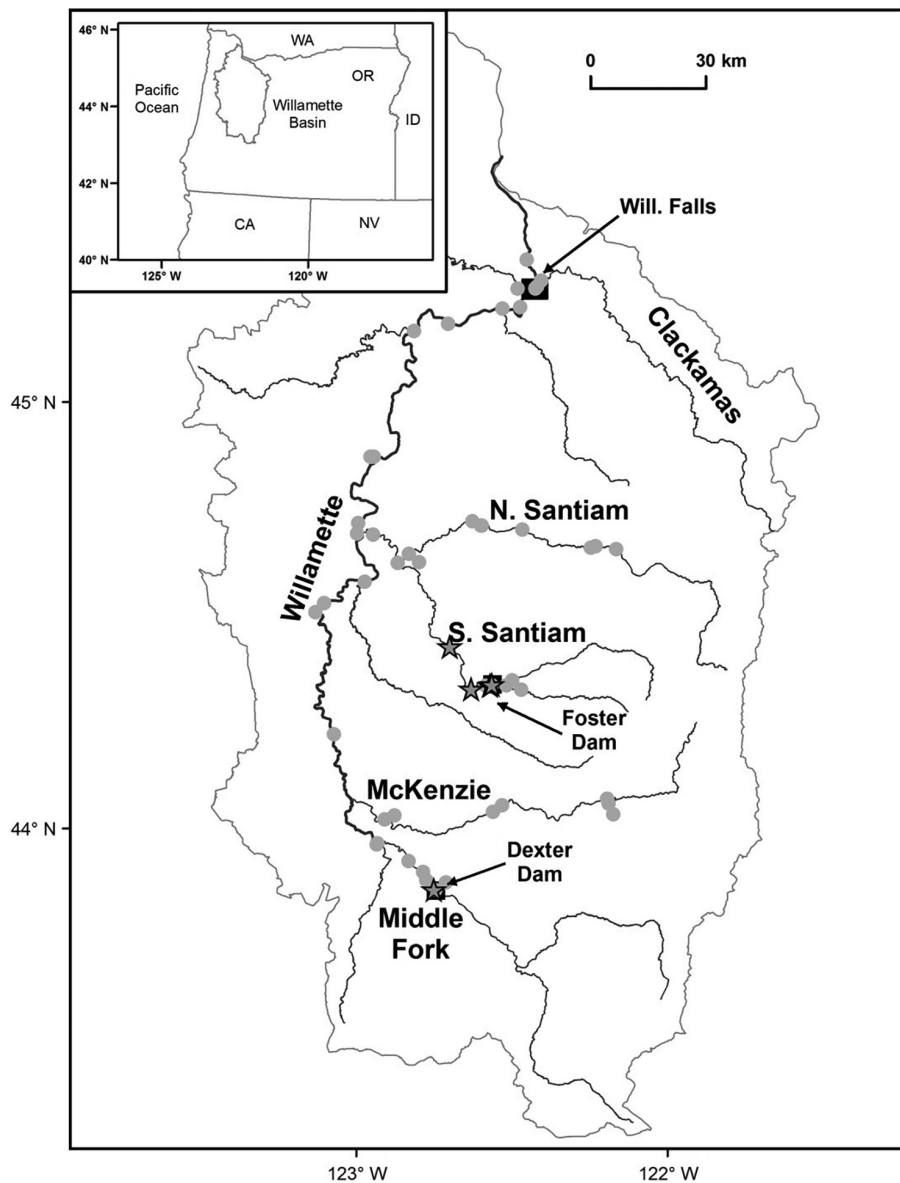 46° N
WA
OR
Pacific
Ocean
44° N
Willamette
Basin
ID
42° N
CA
NV
40° N
125° W
120° W
0
30 km
Will. Falls
Clackamas
45° N
N. Santiam
Willamette
S. Santiam
Foster
Dam
McKenzie
44° N
Dexter
Dam
Middle
Fork
123° W
122° W